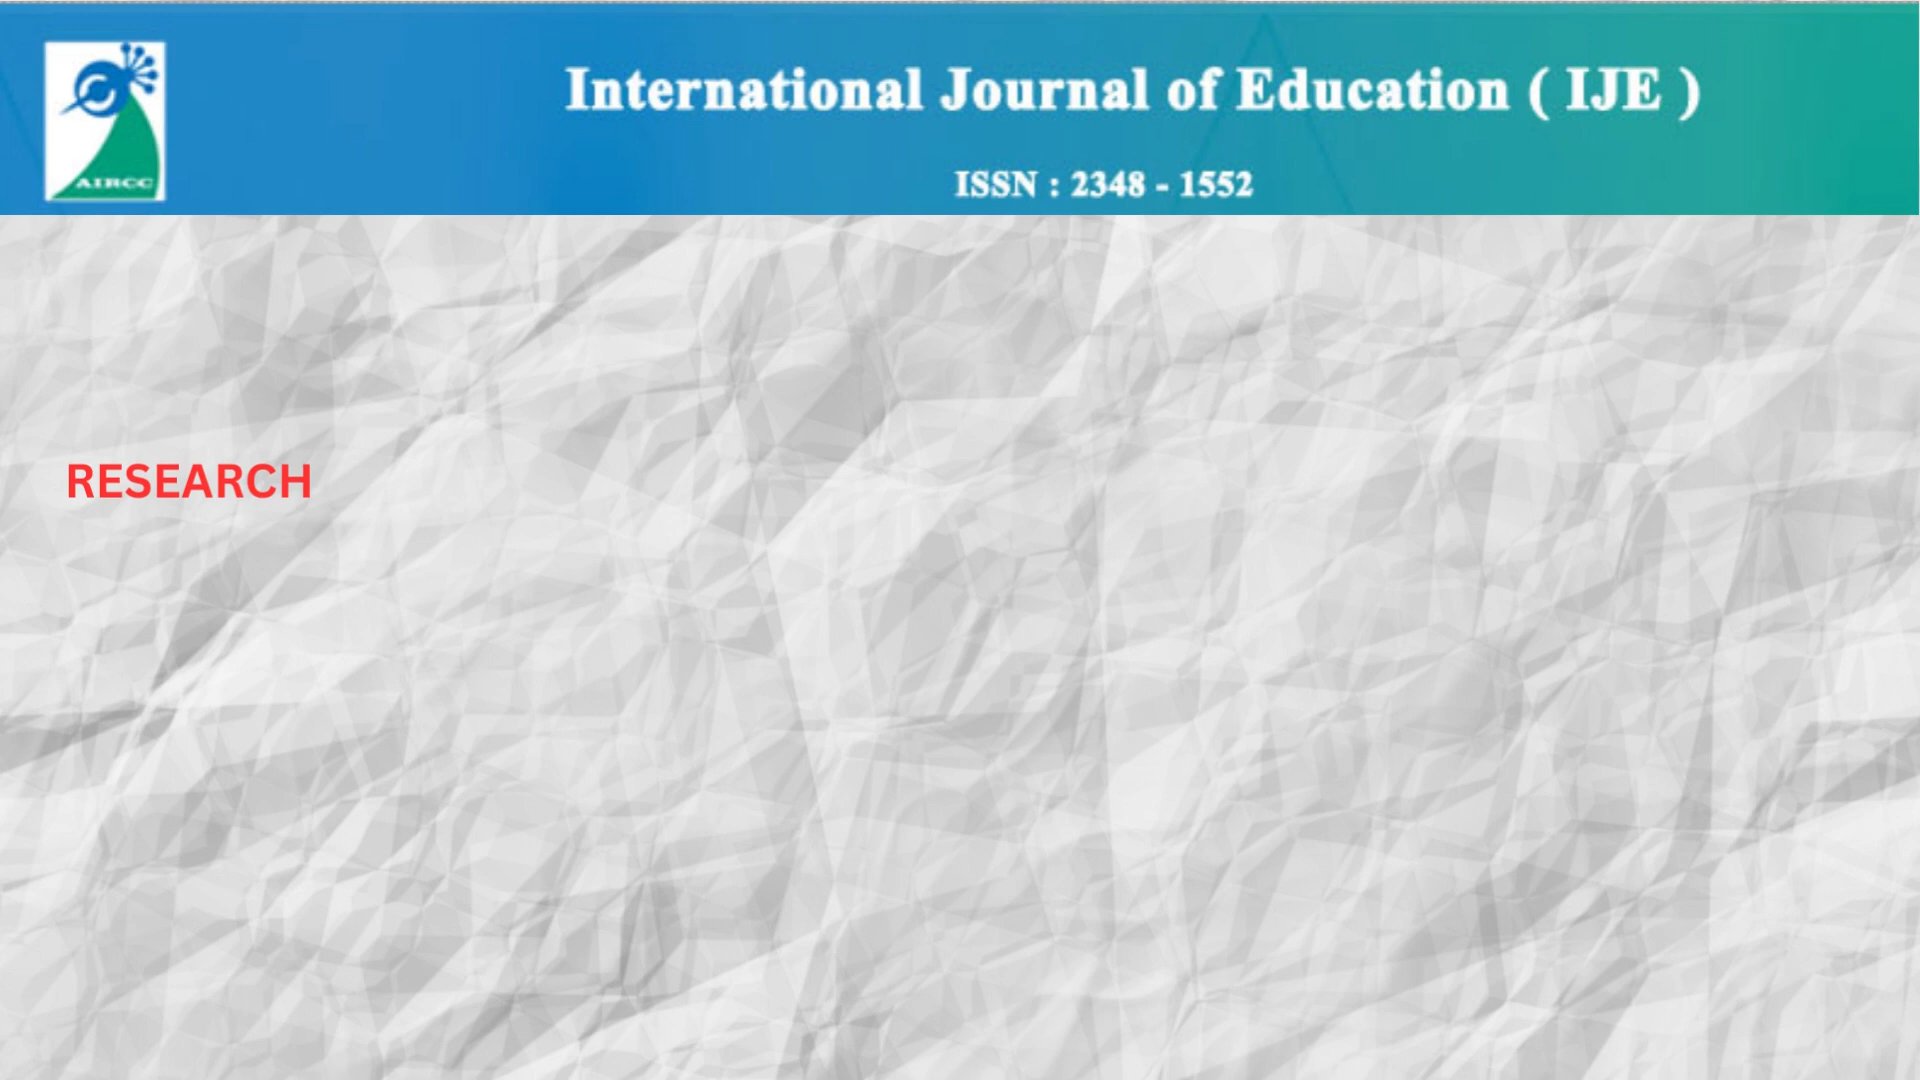 International Journal of Education ( IJE )
ISSN : 2348 - 1552
AIRCC
RESEARCH